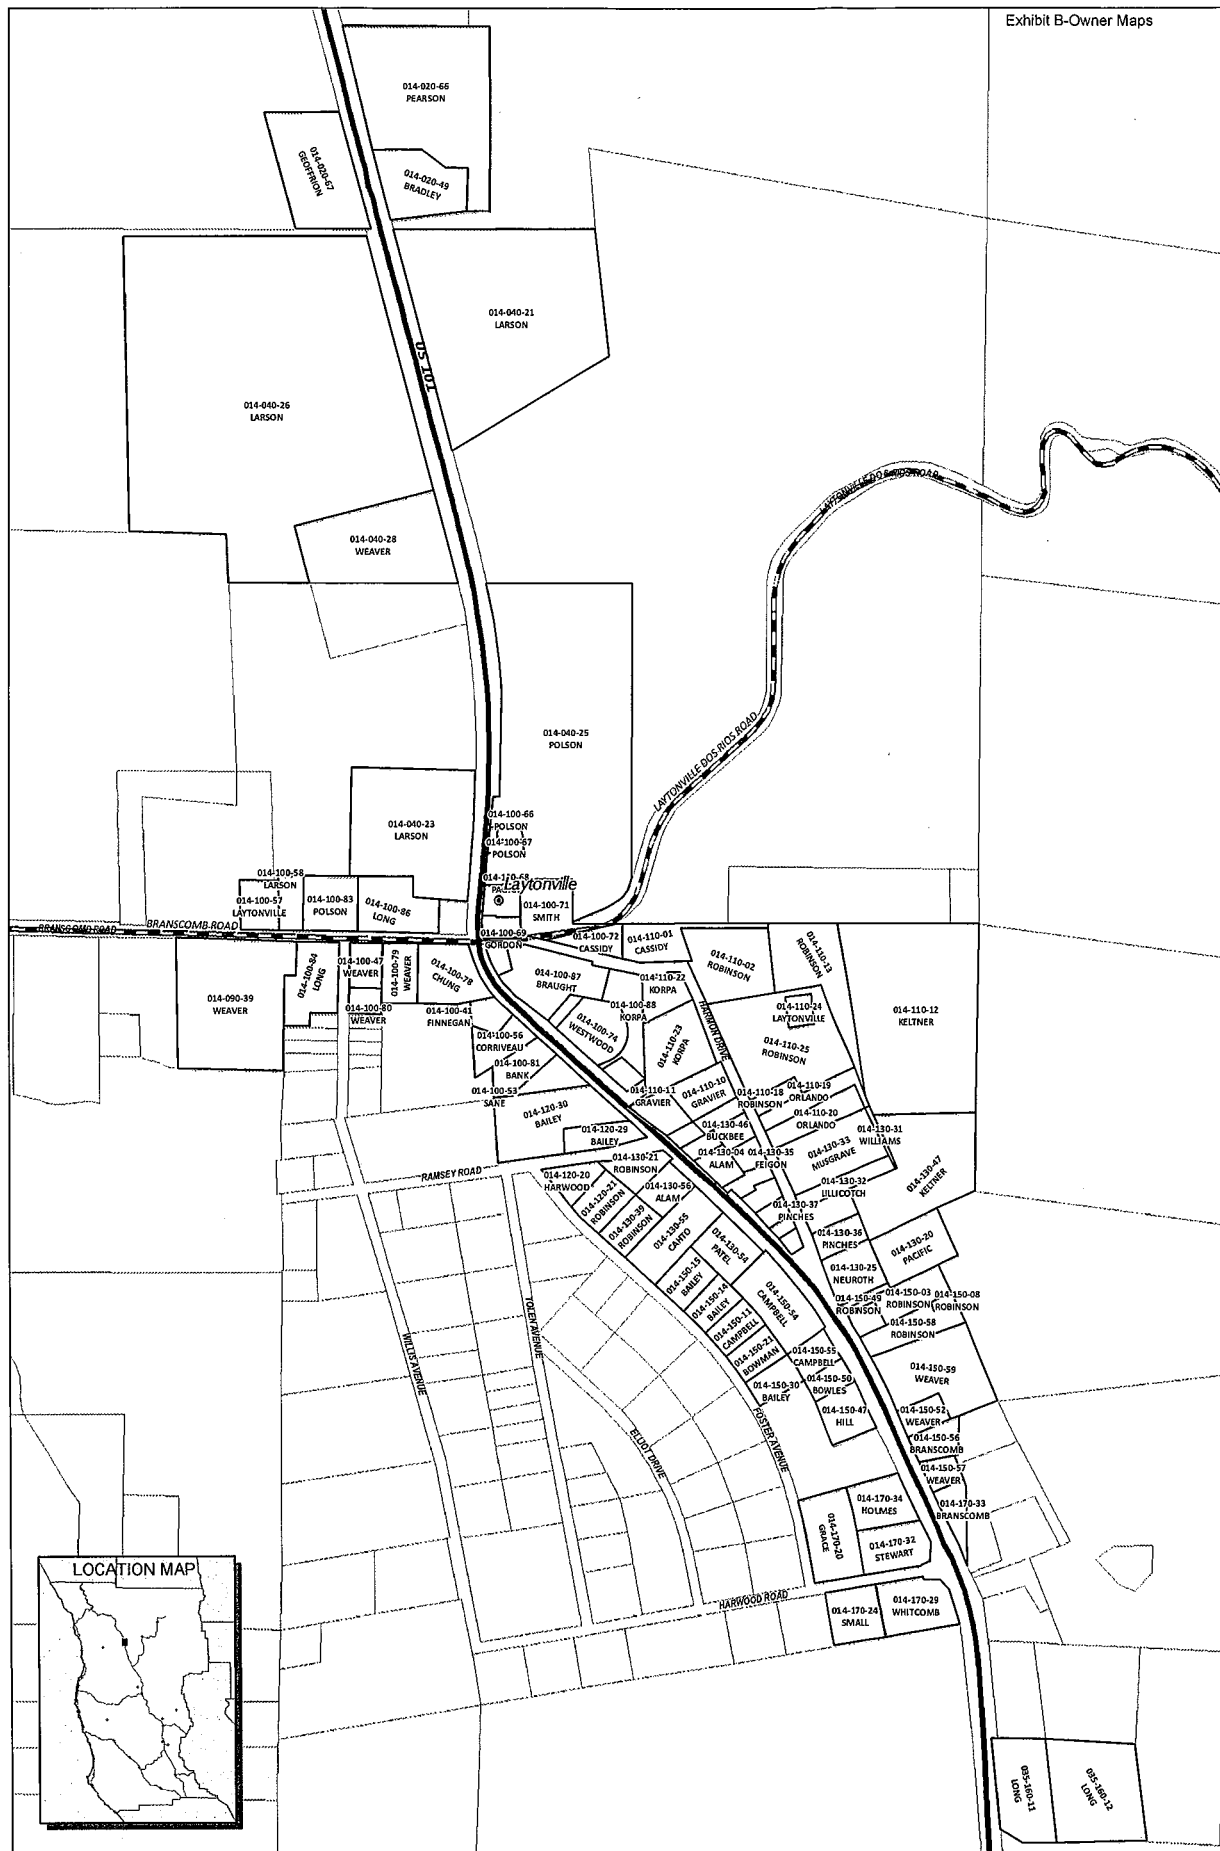 Exhibit B-Owner Maps
014-020-66
PEARSON
014-020-67
GEOFFRION
014-020-49
BRADLEY
014-040-21
LARSON
US 101
014-040-26
LARSON
LAYTONVILLE DOS RIOS ROAD
014-040-28
WEAVER
014-040-25
POLSON
LAYTONVILLE DOS RIOS ROAD
014-040-23
LARSON
014-100-66
POLSON
014-100-67
POLSON
014-110-68
Laytonville
014-100-58
LARSON
014-100-57
LAYTONVILLE
014-100-83
POLSON
014-100-86
LONG
014-100-71
SMITH
BRANSCOMB ROAD
BRANSCOMB ROAD
014-100-69
GORDON
014-100-72
CASSIDY
014-110-01
CASSIDY
014-110-02
ROBINSON
014-110-13
ROBINSON
014-110-12
KELTNER
014-090-39
WEAVER
014-100-84
LONG
014-100-47
WEAVER
014-100-79
WEAVER
014-100-78
CHUNG
014-100-87
BRAUGHT
014-110-22
KORPA
014-100-88
KORPA
014-100-80
WEAVER
014-100-41
FINNEGAN
014-100-74
WESTWOOD
014-110-23
KORPA
HARMON DRIVE
014-110-24
LAYTONVILLE
014-110-25
ROBINSON
014-100-56
CORRIVEAU
014-100-81
BANK
014-100-53
SANE
014-110-11
GRAVIER
014-110-10
GRAVIER
014-110-18
ROBINSON
014-110-19
ORLANDO
014-110-20
ORLANDO
014-120-30
BAILEY
014-120-29
BAILEY
014-130-46
BUCKBEE
014-130-04
ALAM
014-130-35
FEIGON
014-130-33
MUSGRAVE
014-130-31
WILLIAMS
014-130-47
KELTNER
014-130-21
ROBINSON
RAMSEY ROAD
014-120-20
HARWOOD
014-120-21
ROBINSON
014-130-39
ROBINSON
014-130-56
ALAM
014-130-32
LILLICOTCH
014-130-37
PINCHES
014-130-55
CAHTO
014-130-54
PATEL
014-130-36
PINCHES
014-130-20
PACIFIC
014-130-25
NEUROTH
014-150-15
BAILEY
014-150-14
BAILEY
014-150-11
CAMPBELL
014-150-21
BOWMAN
014-150-54
CAMPBELL
014-150-49
ROBINSON
014-150-03
ROBINSON
014-150-08
ROBINSON
014-150-58
ROBINSON
014-150-55
CAMPBELL
014-150-59
WEAVER
014-150-30
BAILEY
014-150-50
BOWLES
014-150-47
HILL
014-150-52
WEAVER
014-150-56
BRANSCOMB
014-150-57
WEAVER
WILLIS AVENUE
TOLEN AVENUE
ELLIOT DRIVE
FOSTER AVENUE
014-170-34
HOLMES
014-170-33
BRANSCOMB
014-170-20
GRACE
014-170-32
STEWART
HARWOOD ROAD
014-170-24
SMALL
014-170-29
WHITCOMB
LOCATION MAP
035-160-11
LONG
035-160-12
LONG